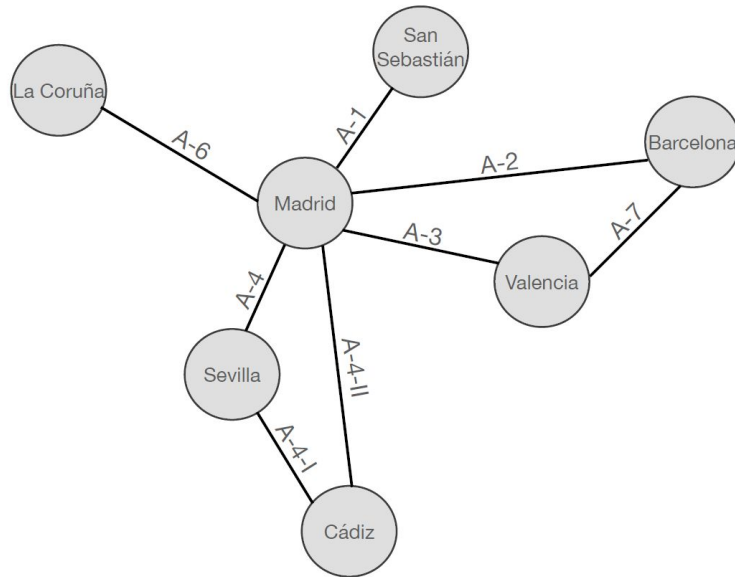 San
Sebastián
La Coruña
A-1
Barcelona
A-6
A-2
Madrid
A-7
A-3
Valencia
A-4
A-4-II
Sevilla
A-4-I
Cádiz